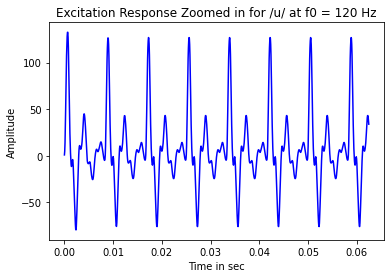 Excitation Response Zoomed in for /u/ at f0 = 120 Hz
Amplitude
100
50
0
−50
0.00 0.01 0.02 0.03 0.04 0.05 0.06
Time in sec